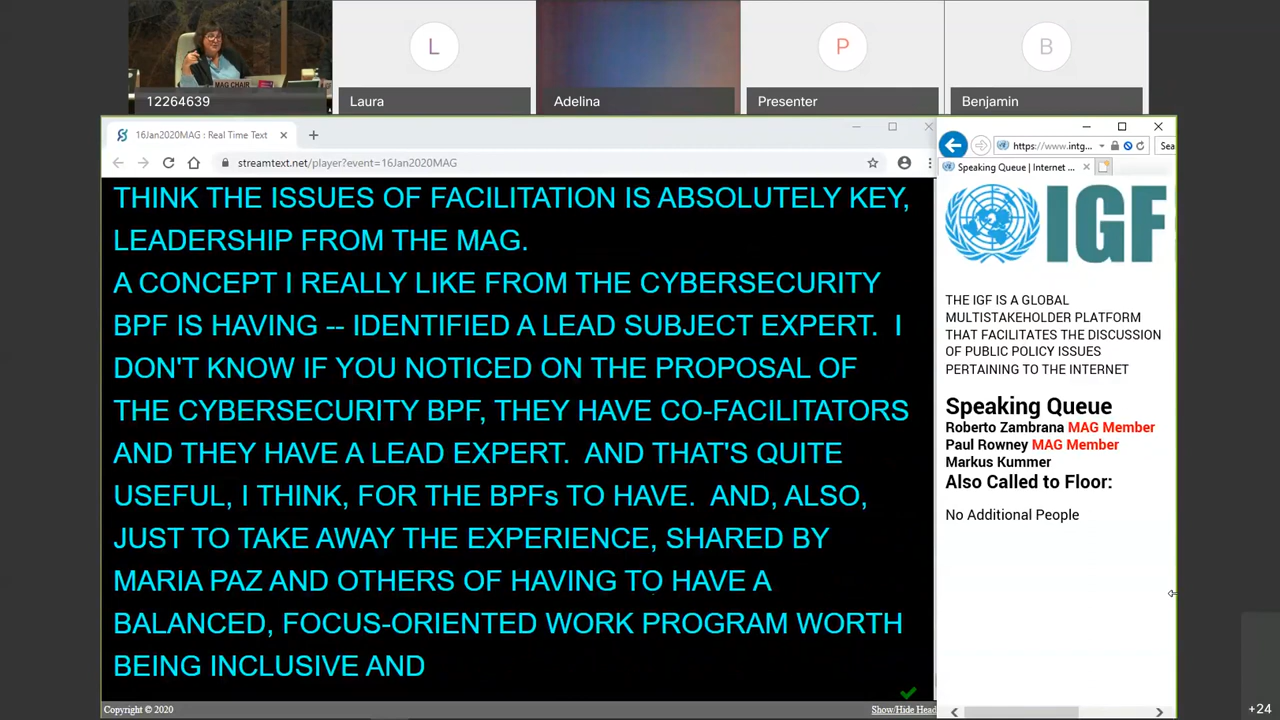 MAG CHAIR
12264639
L
Laura
Adelina
P
Presenter
B
Benjamin
16Jan2020MAG : Real Time Text
streamtext.net/player?event=16Jan2020MAG
THINK THE ISSUES OF FACILITATION IS ABSOLUTELY KEY,
LEADERSHIP FROM THE MAG.
A CONCEPT I REALLY LIKE FROM THE CYBERSECURITY
BPF IS HAVING -- IDENTIFIED A LEAD SUBJECT EXPERT.  I
DON'T KNOW IF YOU NOTICED ON THE PROPOSAL OF
THE CYBERSECURITY BPF, THEY HAVE CO-FACILITATORS
AND THEY HAVE A LEAD EXPERT.  AND THAT'S QUITE
USEFUL, I THINK, FOR THE BPFs TO HAVE.  AND, ALSO,
JUST TO TAKE AWAY THE EXPERIENCE, SHARED BY
MARIA PAZ AND OTHERS OF HAVING TO HAVE A
BALANCED, FOCUS-ORIENTED WORK PROGRAM WORTH
BEING INCLUSIVE AND
Copyright © 2020
Show/Hide Head
https://www.intg...
Sea
Speaking Queue | Internet ...
IGF
THE IGF IS A GLOBAL
MULTISTAKEHOLDER PLATFORM
THAT FACILITATES THE DISCUSSION
OF PUBLIC POLICY ISSUES
PERTAINING TO THE INTERNET
Speaking Queue
Roberto Zambrana MAG Member
Paul Rowney MAG Member
Markus Kummer
Also Called to Floor:
No Additional People
+24